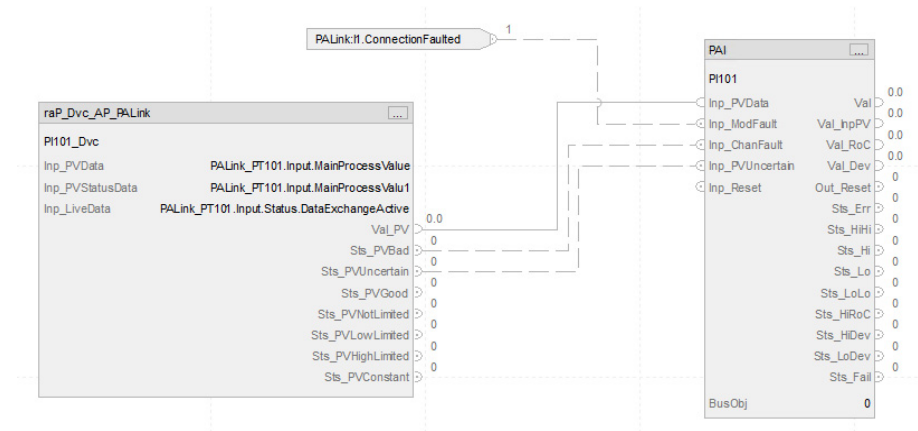 PALink:I1.ConnectionFaulted
1
raP_Dvc_AP_PALink
...
PI101_Dvc
Inp_PVData PALink_PT101.Input.MainProcessValue
Inp_PVStatusData PALink_PT101.Input.MainProcessValu1
Inp_LiveData PALink_PT101.Input.Status.DataExchangeActive
Val_PV 0.0
Sts_PVBad 0
Sts_PVUncertain 0
Sts_PVGood 0
Sts_PVNotLimited 0
Sts_PVLowLimited 0
Sts_PVHighLimited 0
Sts_PVConstant 0
PAI
...
PI101
Inp_PVData Val 0.0
Inp_ModFault Val_InpPV 0.0
Inp_ChanFault Val_RoC 0.0
Inp_PVUncertain Val_Dev 0.0
Inp_Reset Out_Reset 0
Sts_Err 0
Sts_HiHi 0
Sts_Hi 0
Sts_Lo 0
Sts_LoLo 0
Sts_HiRoC 0
Sts_HiDev 0
Sts_LoDev 0
Sts_Fail 0
BusObj 0